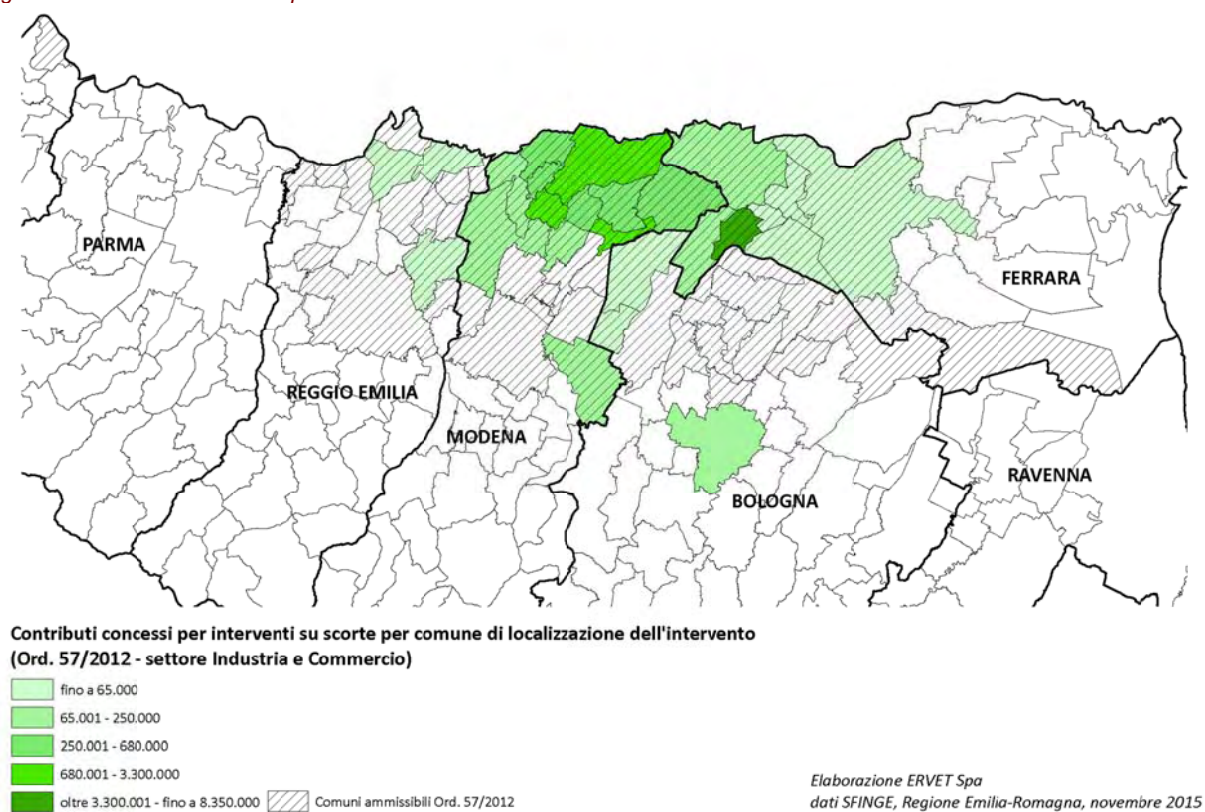 PARMA
FERRARA
REGGIO EMILIA
MODENA
RAVENNA
BOLOGNA
Contributi concessi per interventi su scorte per comune di localizzazione dell'intervento
(Ord. 57/2012 - settore Industria e Commercio)
fino a 65.000
65.001 - 250.000
250.001 - 680.000
680.001 - 3.300.000
oltre 3.300.001 - fino a 8.350.000 Comuni ammissibili Ord. 57/2012
Elaborazione ERVET Spa
dati SFINGE, Regione Emilia-Romagna, novembre 2015